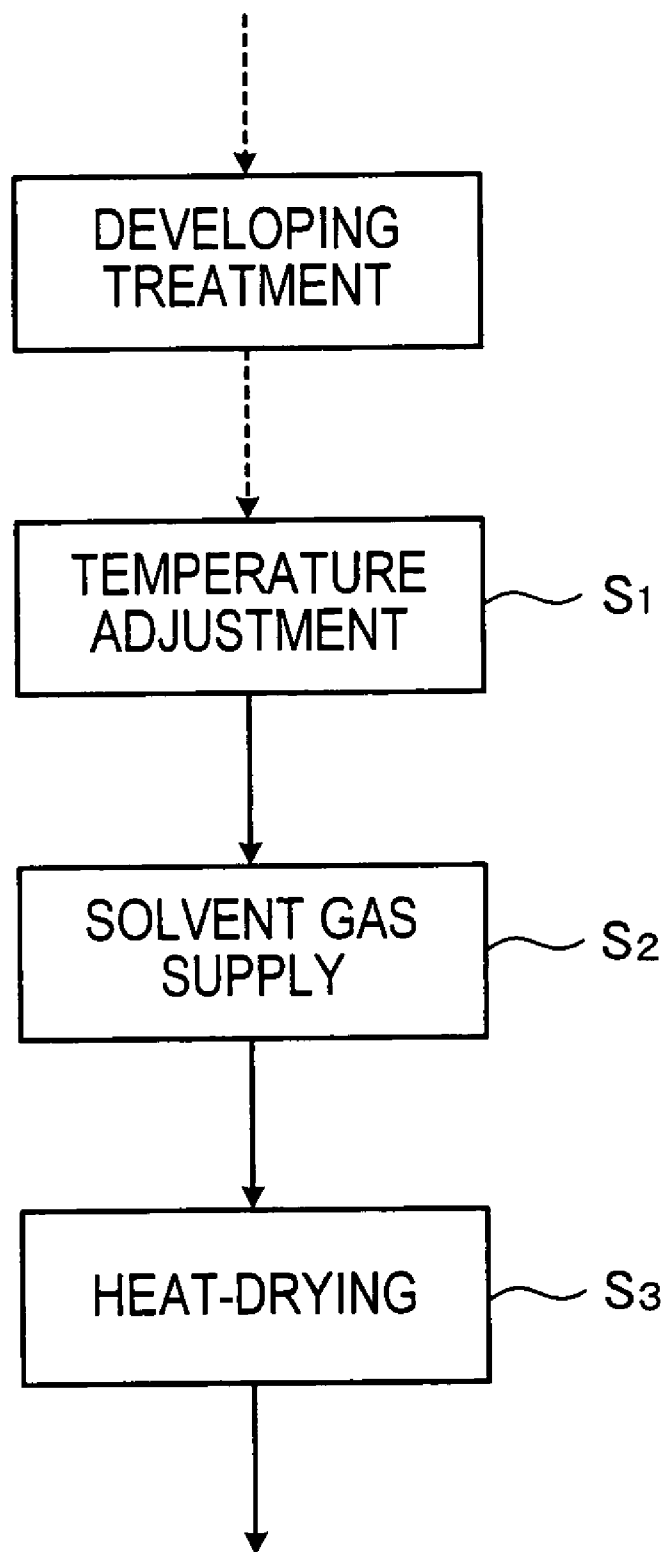 DEVELOPING
TREATMENT
TEMPERATURE
ADJUSTMENT
S1
SOLVENT GAS
SUPPLY
S2
HEAT-DRYING
S3